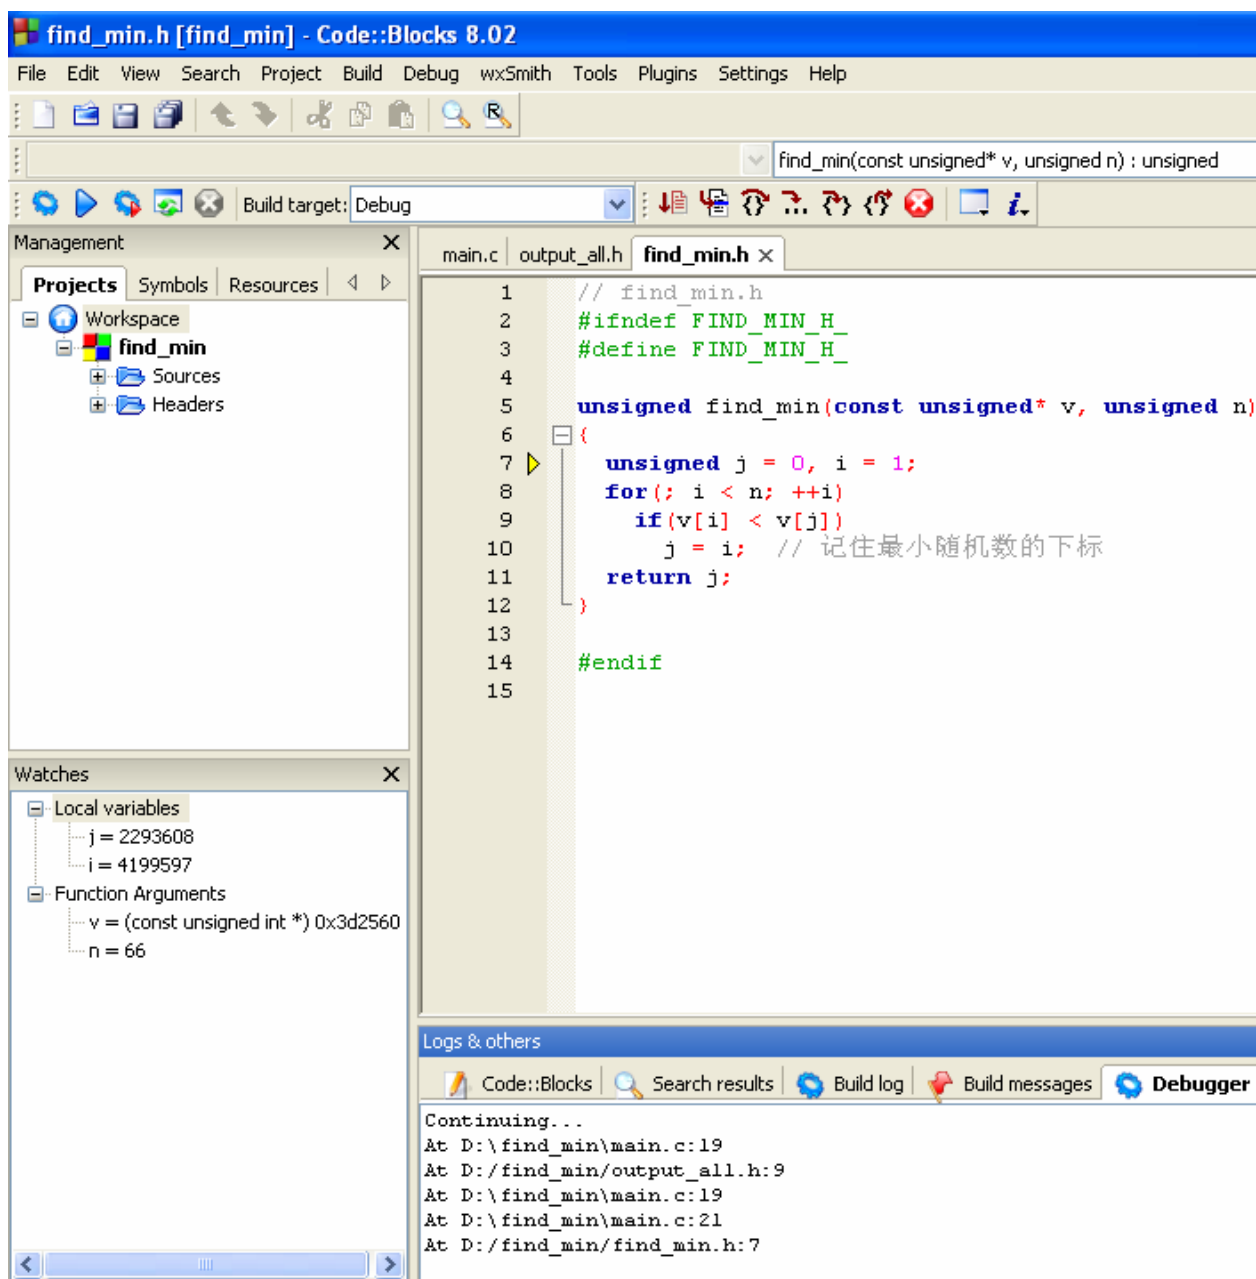 find_min.h [find_min] - Code::Blocks 8.02
File Edit View Search Project Build Debug wxSmith Tools Plugins Settings Help
find_min(const unsigned* v, unsigned n) : unsigned
Build target: Debug
Management
Projects Symbols Resources
Workspace
find_min
Sources
Headers
main.c output_all.h find_min.h
1 // find_min.h
2 #ifndef FIND_MIN_H_
3 #define FIND_MIN_H_
4
5 unsigned find_min(const unsigned* v, unsigned n)
6 {
7 unsigned j = 0, i = 1;
8 for(; i < n; ++i)
9 if(v[i] < v[j])
10 j = i; // 记住最小随机数的下标
11 return j;
12 }
13
14 #endif
15
Watches
Local variables
j = 2293608
i = 4199597
Function Arguments
v = (const unsigned int *) 0x3d2560
n = 66
Logs & others
Code::Blocks Search results Build log Build messages Debugger
Continuing...
At D:\find_min\main.c:19
At D:/find_min/output_all.h:9
At D:\find_min\main.c:19
At D:\find_min\main.c:21
At D:/find_min/find_min.h:7